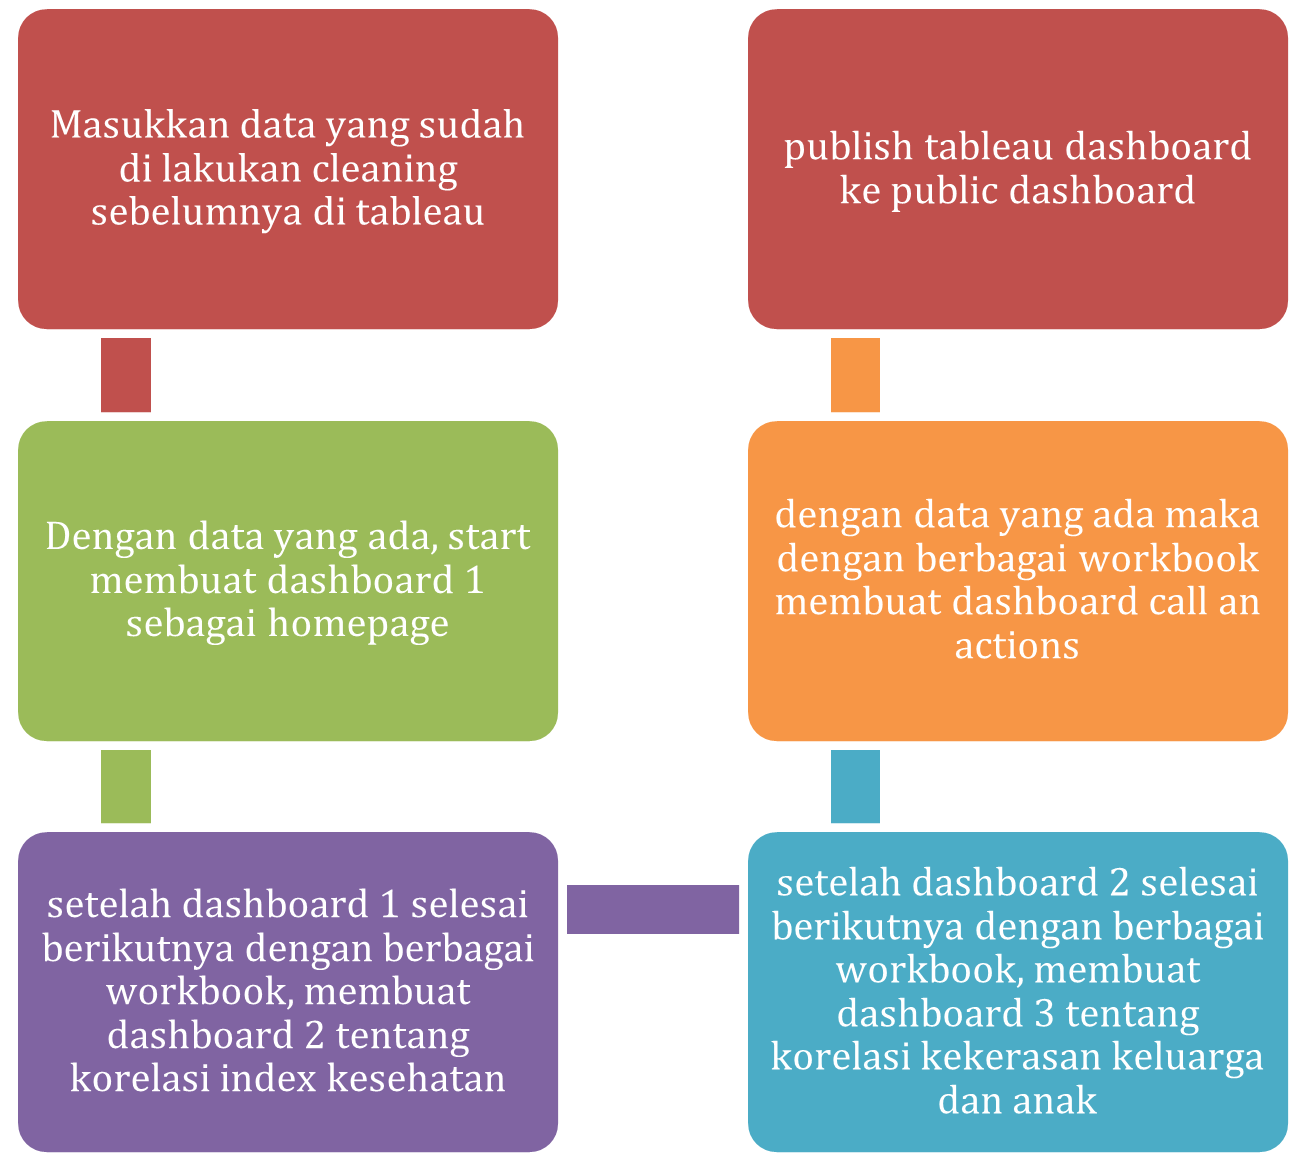 Masukkan data yang sudah
di lakukan cleaning
sebelumnya di tableau
Dengan data yang ada, start
membuat dashboard 1
sebagai homepage
setelah dashboard 1 selesai
berikutnya dengan berbagai
workbook, membuat
dashboard 2 tentang
korelasi index kesehatan
setelah dashboard 2 selesai
berikutnya dengan berbagai
workbook, membuat
dashboard 3 tentang
korelasi kekerasan keluarga
dan anak
dengan data yang ada maka
dengan berbagai workbook
membuat dashboard call an
actions
publish tableau dashboard
ke public dashboard